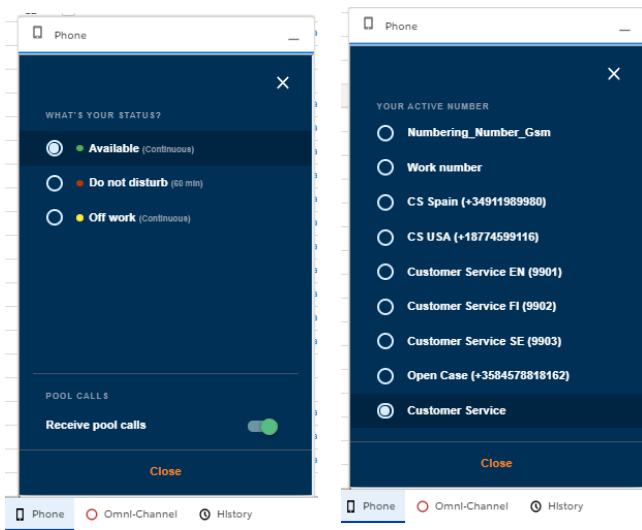 Phone
WHAT'S YOUR STATUS?
Available (Continuous)
Do not disturb (60 min)
Off work (Continuous)
POOL CALLS
Receive pool calls
Close
Phone
Omni-Channel
History
Phone
YOUR ACTIVE NUMBER
Numbering_Number_Gsm
Work number
CS Spain (+34911989980)
CS USA (+18774599116)
Customer Service EN (9901)
Customer Service FI (9902)
Customer Service SE (9903)
Open Case (+3584578818162)
Customer Service
Close
Phone
Omni-Channel
History